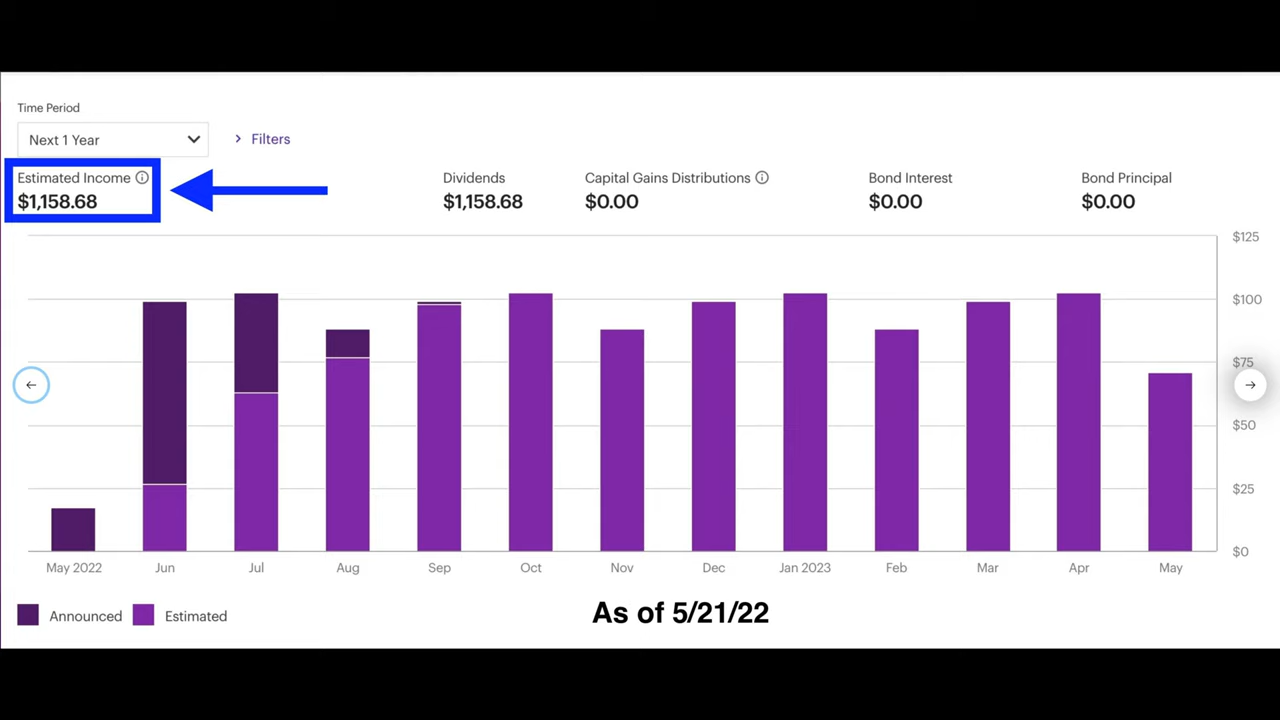 Time Period
Next 1 Year
Filters
Estimated Income
$1,158.68
Dividends
$1,158.68
Capital Gains Distributions
$0.00
Bond Interest
$0.00
Bond Principal
$0.00
$125
$100
$75
$50
$25
$0
May 2022 Jun Jul Aug Sep Oct Nov Dec Jan 2023 Feb Mar Apr May
Announced Estimated
As of 5/21/22